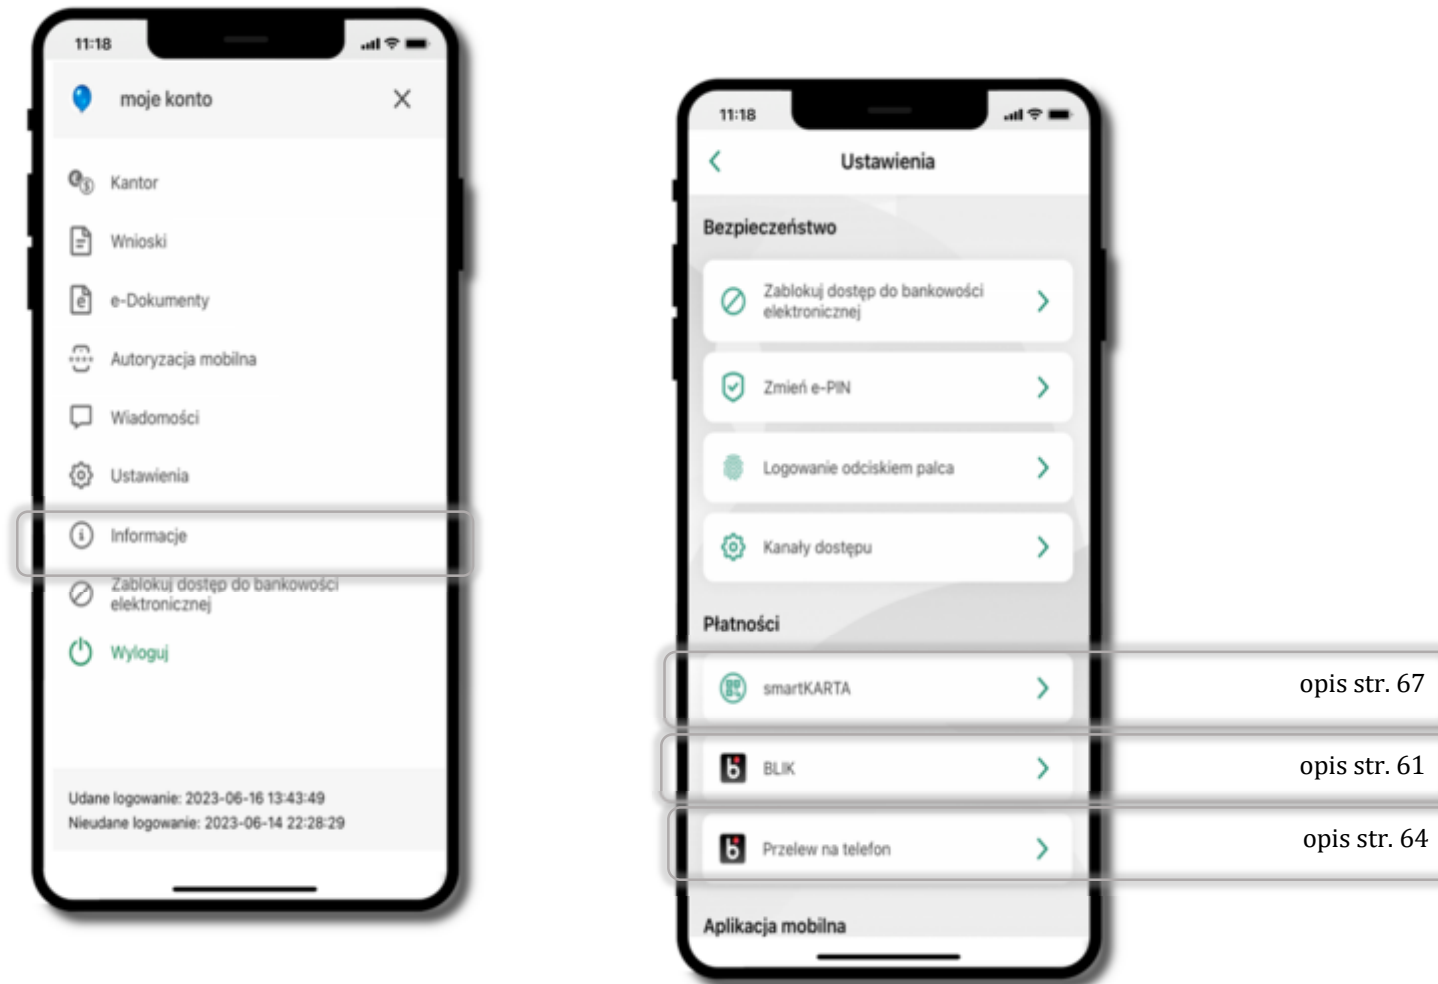 11:18
moje konto
Kantor
Wnioski
e-Dokumenty
Autoryzacja mobilna
Wiadomości
Ustawienia
Informacje
Zablokuj dostęp do bankowości
elektronicznej
Wyloguj
Udane logowanie: 2023-06-16 13:43:49
Nieudane logowanie: 2023-06-14 22:28:29
11:18
Ustawienia
Bezpieczeństwo
Zablokuj dostęp do bankowości
elektronicznej
Zmień e-PIN
Logowanie odciskiem palca
Kanały dostępu
Płatności
smartKARTA
opis str. 67
BLIK
opis str. 61
Przelew na telefon
opis str. 64
Aplikacja mobilna